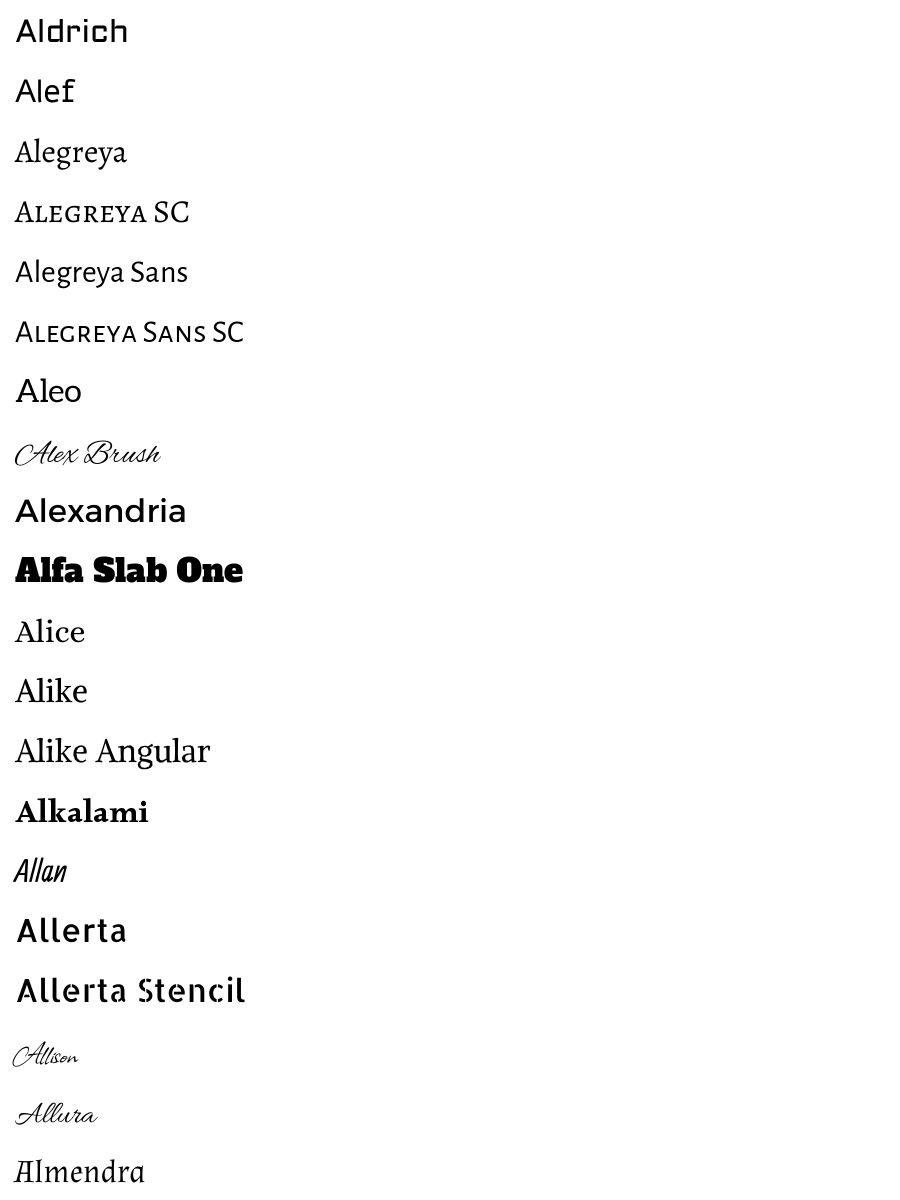 Aldrich
Alef
Alegreya
Alegreya SC
Alegreya Sans
Alegreya Sans SC
Aleo
Alex Brush
Alexandria
Alfa Slab One
Alice
Alike
Alike Angular
Alkalami
Allan
Allerta
Allerta Stencil
Allison
Allura
Almendra